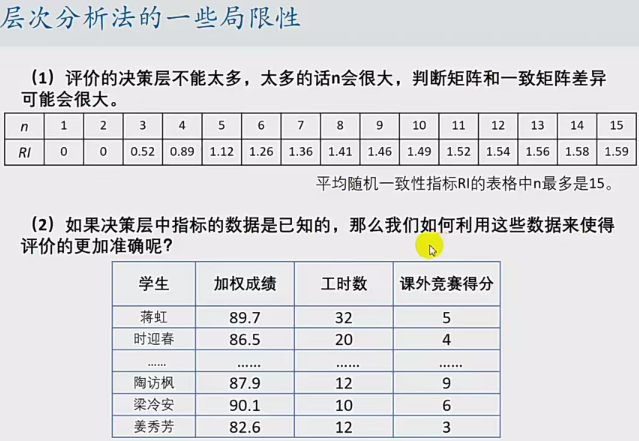 层次分析法的一些局限性
（1）评价的决策层不能太多，太多的话n会很大，判断矩阵和一致矩阵差异
可能会很大。
n 1 2 3 4 5 6 7 8 9 10 11 12 13 14 15
RI 0 0 0.52 0.89 1.12 1.26 1.36 1.41 1.46 1.49 1.52 1.54 1.56 1.58 1.59
平均随机一致性指标RI的表格中n最多是15。
（2）如果决策层中指标的数据是已知的，那么我们如何利用这些数据来使得
评价的更加准确呢？
学生 加权成绩 工时数 课外竞赛得分
蒋虹 89.7 32 5
时迎春 86.5 20 4
...... ...... ...... ......
陶访枫 87.9 12 9
梁冷安 90.1 10 6
姜秀芳 82.6 12 3